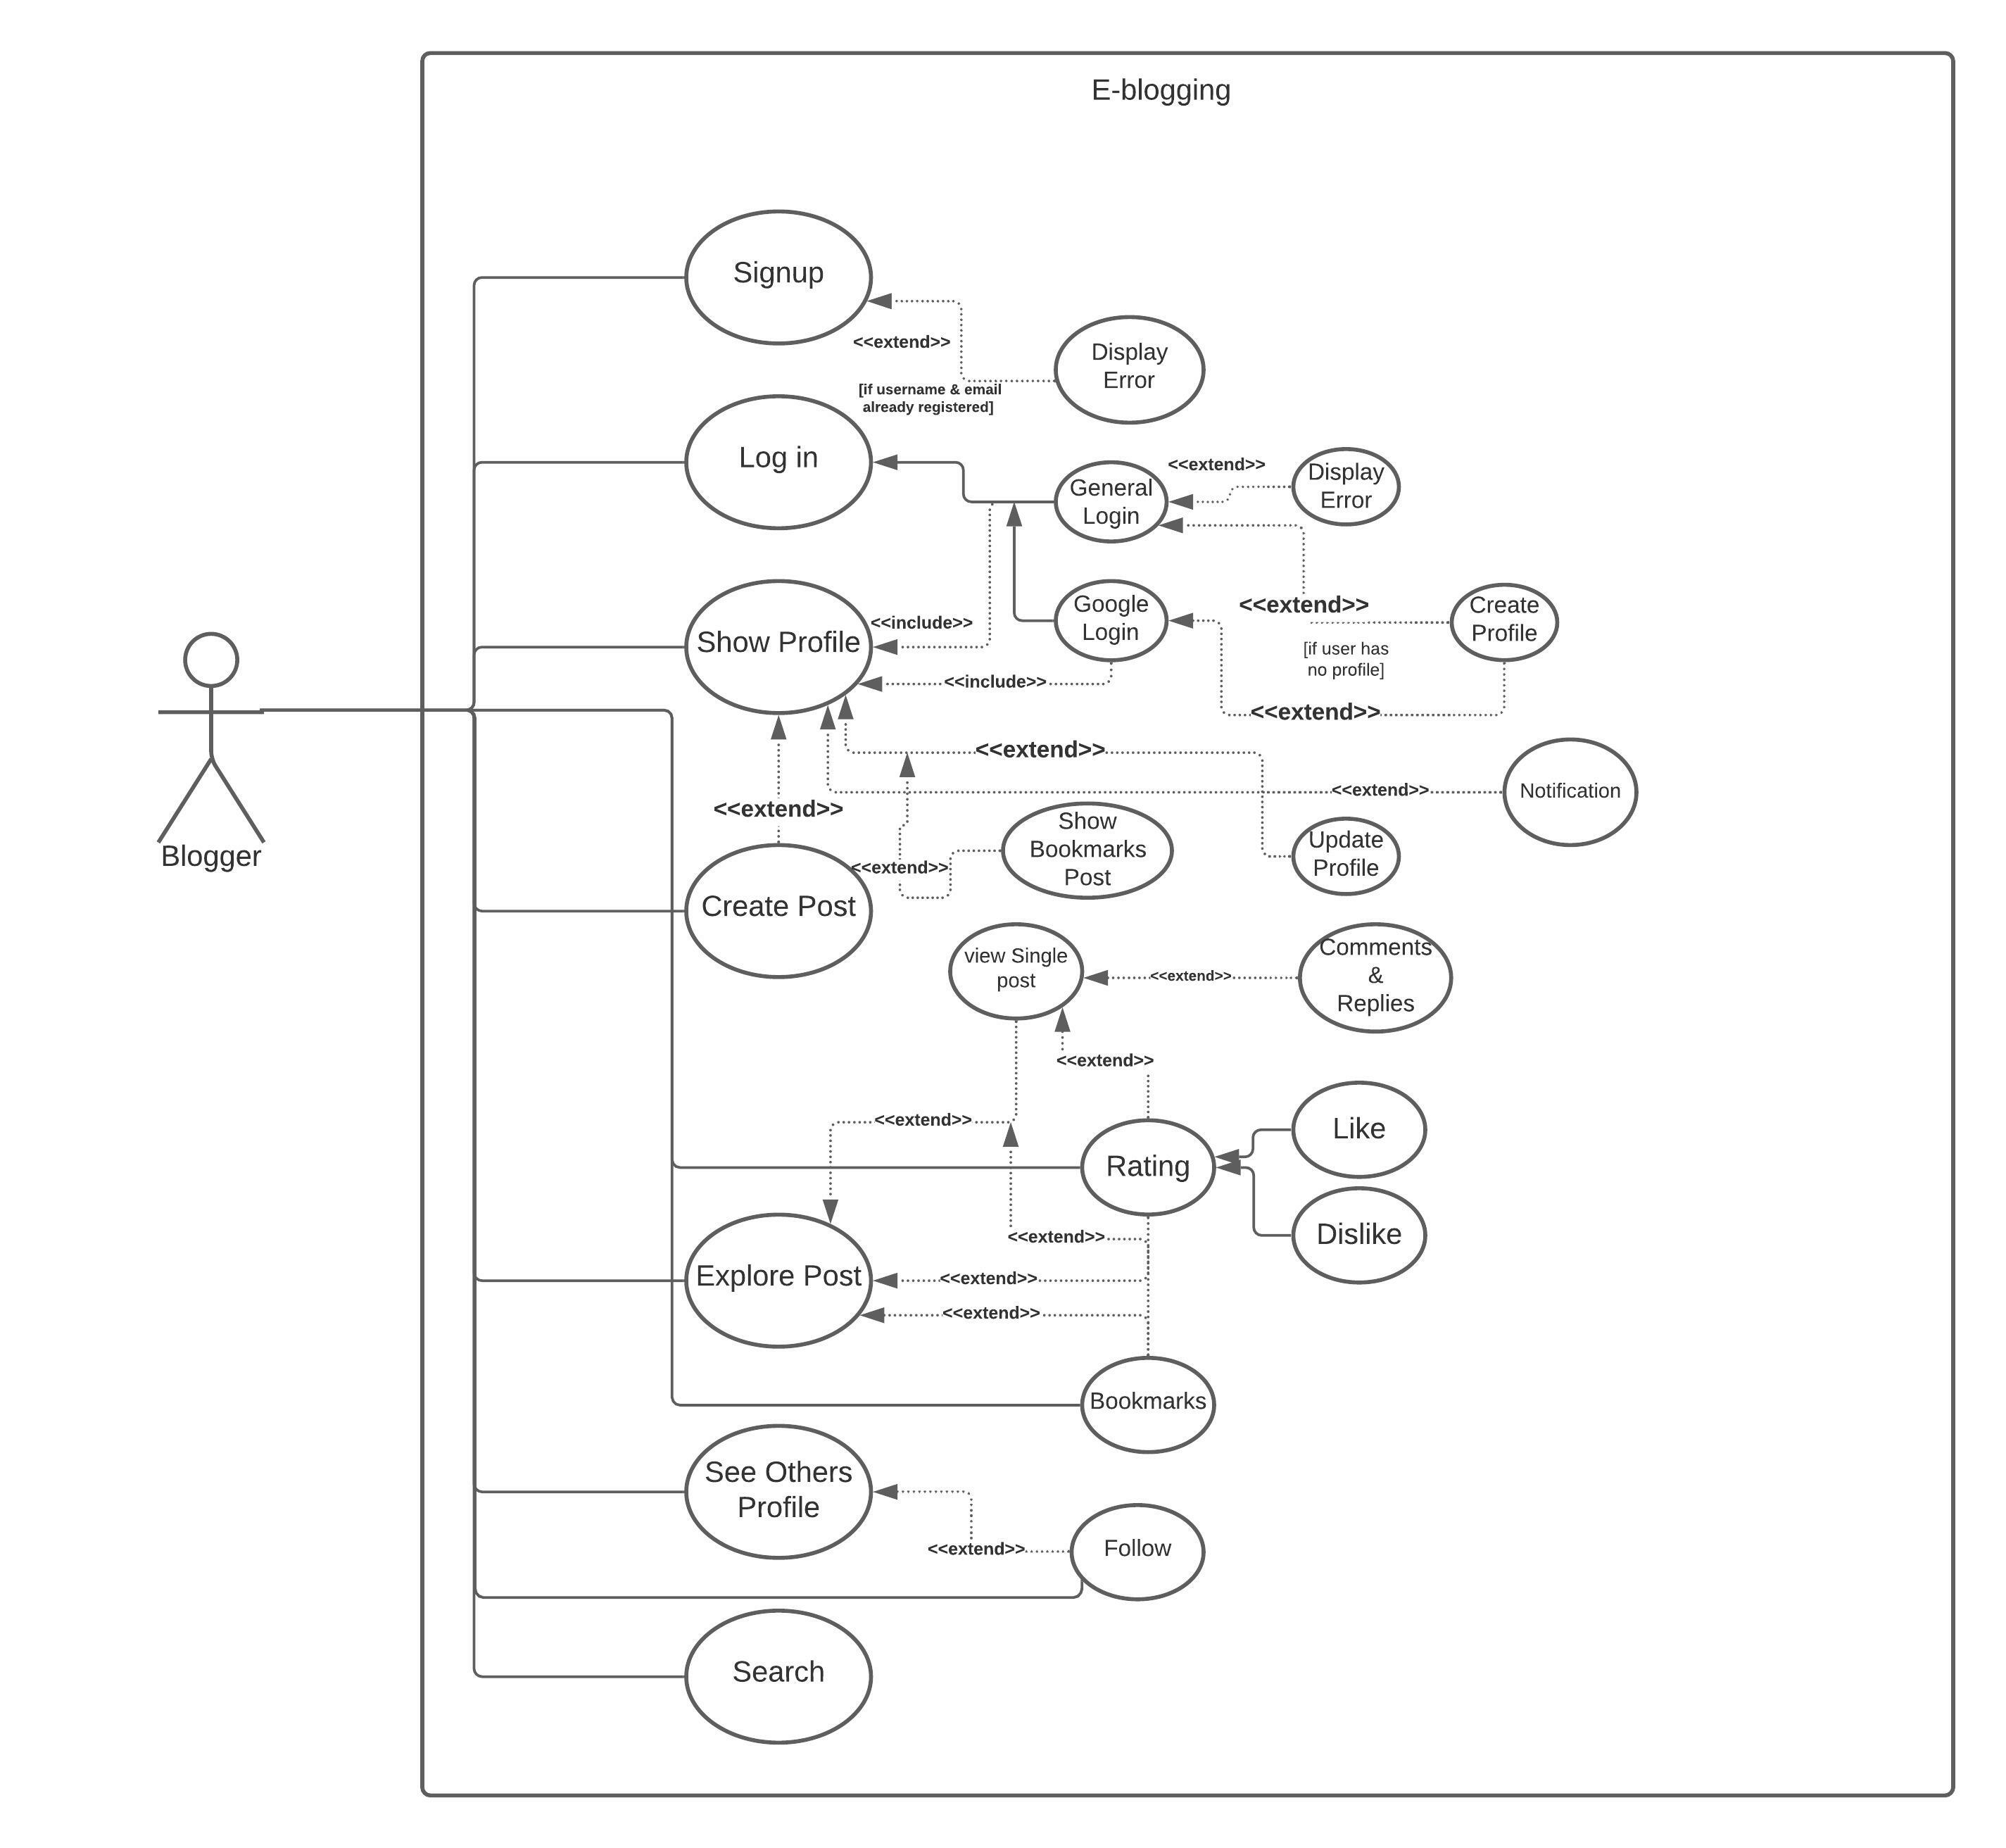 E-blogging
Signup
<<extend>>
Display
Error
[if username & email
already registered]
Log in
General
Login
<<extend>>
Display
Error
Show Profile
<<include>>
Google
Login
<<extend>>
Create
Profile
[if user has
no profile]
<<include>>
<<extend>>
<<extend>>
<<extend>>
Notification
<<extend>>
Show
Bookmarks
Post
Update
Profile
Blogger
<<extend>>
Create Post
view Single
post
<<extend>>
Comments
&
Replies
<<extend>>
<<extend>>
Like
Rating
Dislike
<<extend>>
Explore Post
<<extend>>
<<extend>>
Bookmarks
See Others
Profile
<<extend>>
Follow
Search